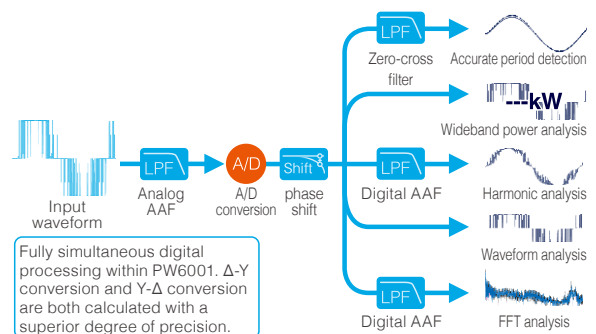 LPF
Zero-cross
filter
Accurate period detection
---kW
Wideband power analysis
Input
waveform
LPF
Analog
AAF
A/D
A/D
conversion
Shift
phase
shift
LPF
Digital AAF
Harmonic analysis
Waveform analysis
LPF
Digital AAF
FFT analysis
Fully simultaneous digital
processing within PW6001. Δ-Y
conversion and Y-Δ conversion
are both calculated with a
superior degree of precision.